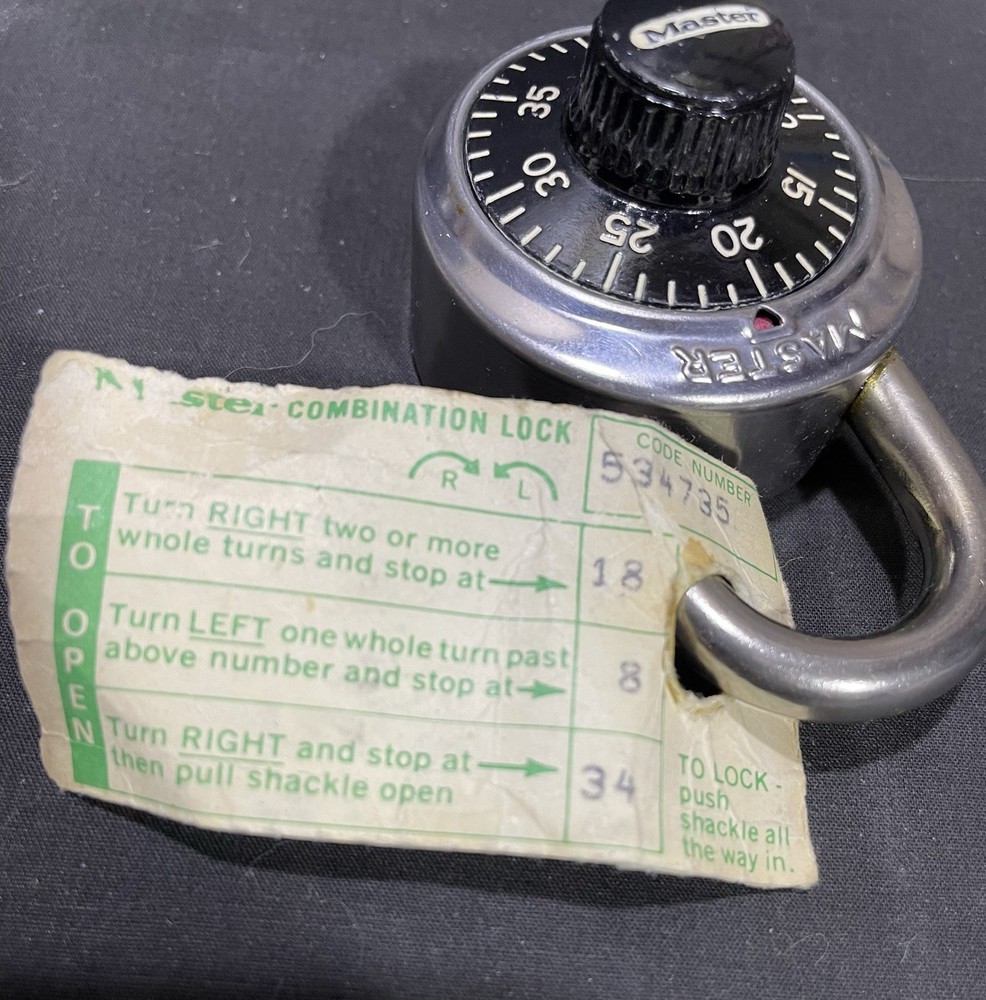 Master
35
30
25
20
15
MASTER
Master COMBINATION LOCK
R L
CODE NUMBER
534735
TO OPEN
Turn RIGHT two or more
whole turns and stop at
18
Turn LEFT one whole turn past
above number and stop at
8
Turn RIGHT and stop at
then pull shackle open
34
TO LOCK -
push
shackle all
the way in.